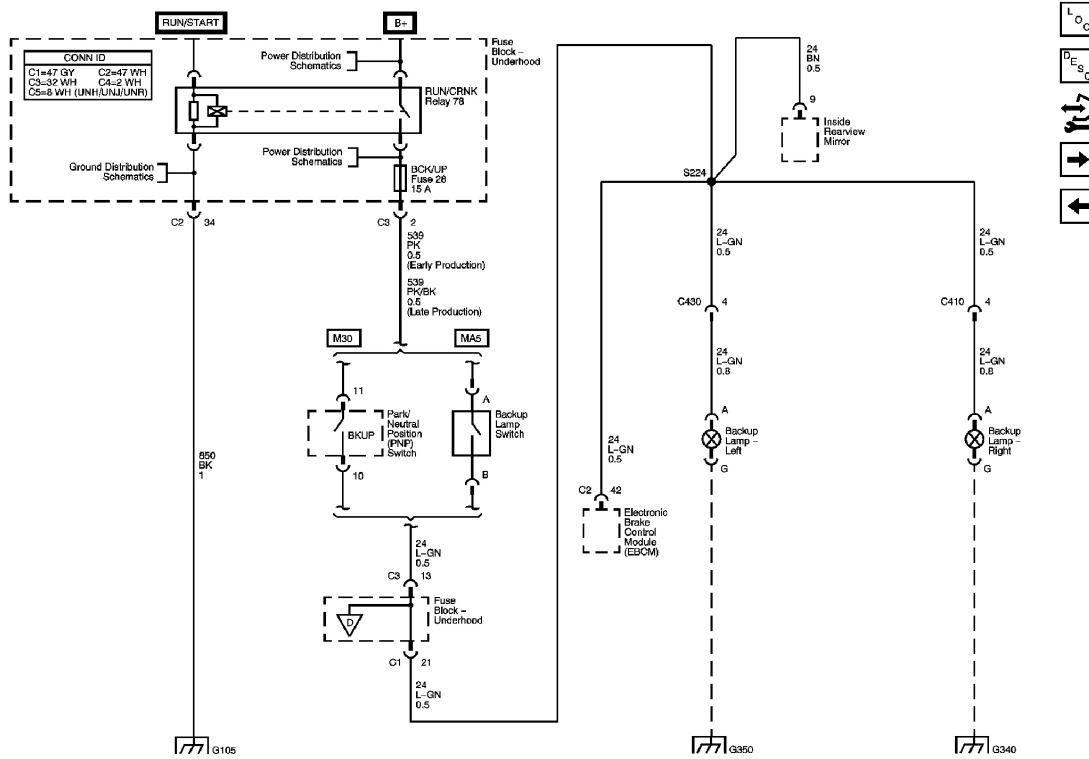 RUN/START
B+
CONN ID
C1=47 GY C2=47 WH
C3=32 WH C4=2 WH
C5=8 WH (UNH/UNJ/UNR)
Power Distribution
Schematics
Fuse
Block –
Underhood
RUN/CRNK
Relay 78
Power Distribution
Schematics
Ground Distribution
Schematics
BCK/UP
Fuse 28
15 A
C2 34
C3 2
539
PK
0.5
(Early Production)
539
PK/BK
0.5
(Late Production)
M30
MA5
11
BKUP
Park/
Neutral
Position
(PNP)
Switch
10
A
Backup
Lamp
Switch
B
850
BK
1
24
L–GN
0.5
C3 13
D
Fuse
Block –
Underhood
C1 21
24
L–GN
0.5
24
BN
0.5
9
Inside
Rearview
Mirror
S224
24
L–GN
0.5
24
L–GN
0.5
C430 4
C410 4
24
L–GN
0.8
24
L–GN
0.8
A
Backup
Lamp –
Left
G
A
Backup
Lamp –
Right
G
24
L–GN
0.5
C2 42
Electronic
Brake
Control
Module
(EBCM)
G105
G350
G340
L
O
C
D
E
S
C